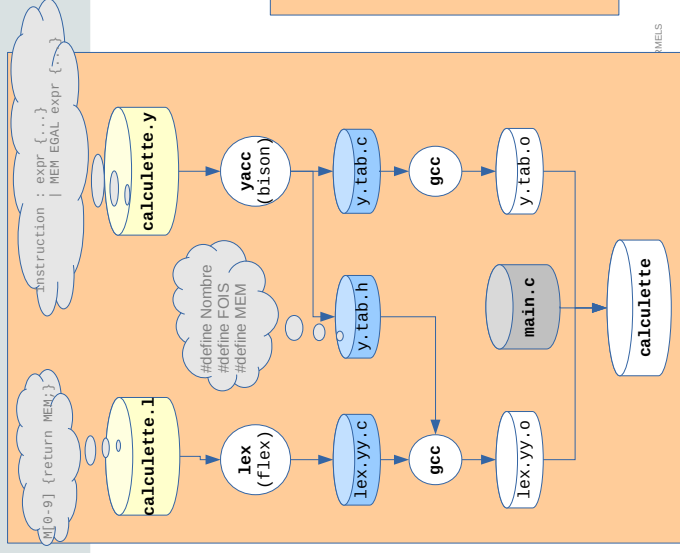 instruction : expr {...}
| MEM EGAL expr {...}
calculette.y
yacc
(bison)
y.tab.c
gcc
y.tab.o
#define Nombre
#define FOIS
#define MEM
y.tab.h
main.c
calculette
M[0-9] {return MEM;}
calculette.l
lex
(flex)
lex.yy.c
gcc
lex.yy.o